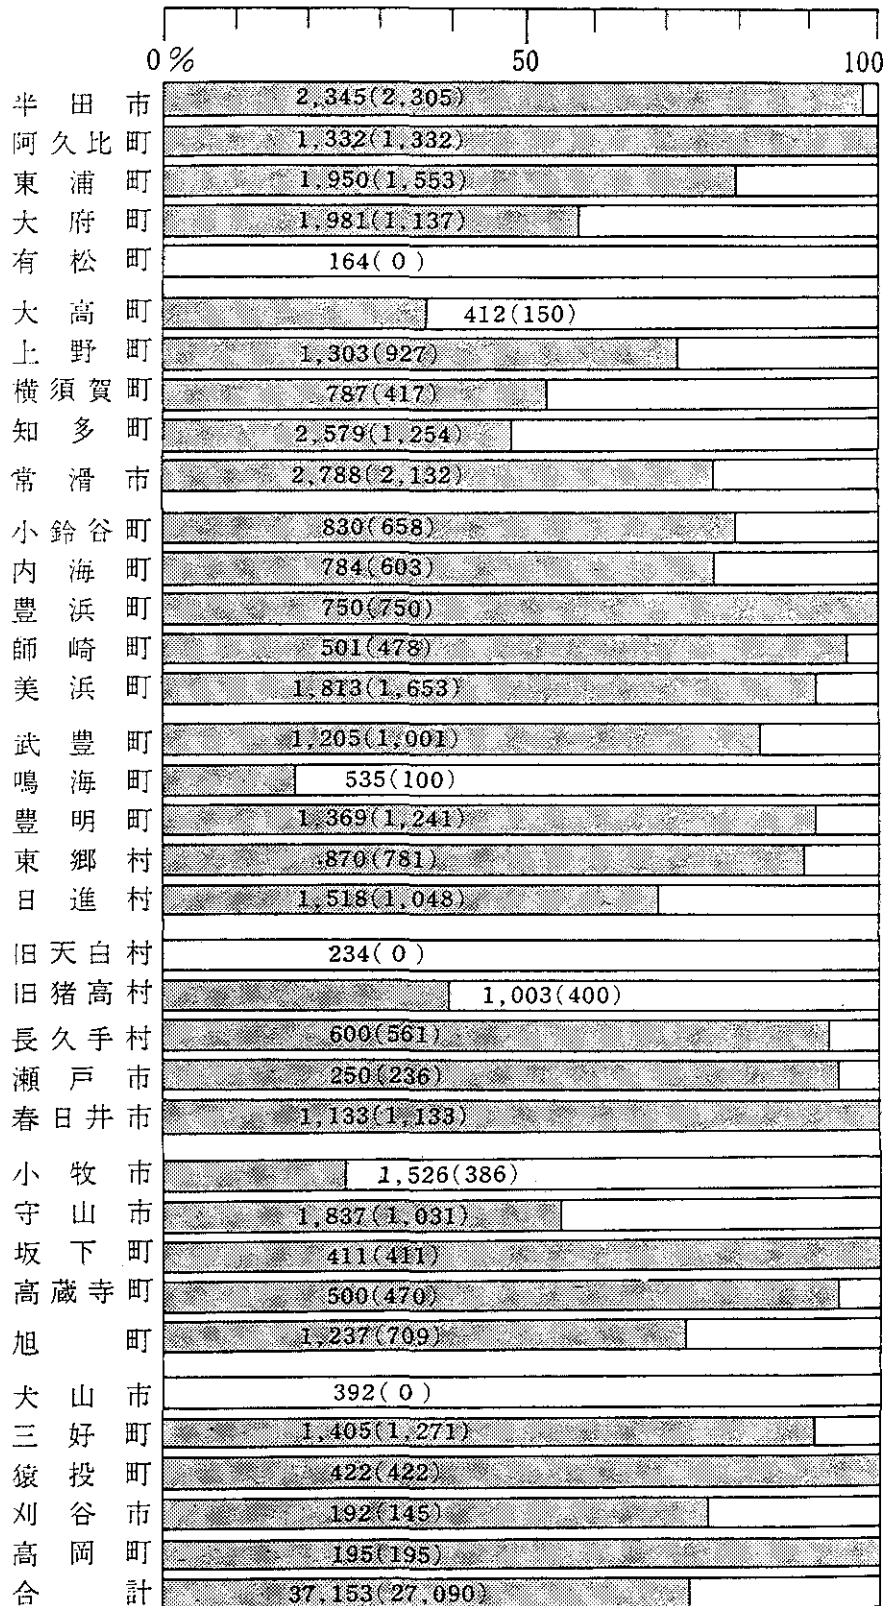 0% 50 100
半田市 2,345(2,305)
阿久比町 1,332(1,332)
東浦町 1,950(1,553)
大府町 1,981(1,137)
有松町 164(0)
大高町 412(150)
上野町 1,303(927)
横須賀町 787(417)
知多町 2,579(1,254)
常滑市 2,788(2,132)
小鈴谷町 830(658)
内海町 784(603)
豊浜町 750(750)
師崎町 501(478)
美浜町 1,813(1,653)
武豊町 1,205(1,001)
鳴海町 535(100)
豊明町 1,369(1,241)
東郷村 870(781)
日進村 1,518(1,048)
旧天白村 234(0)
旧猪高村 1,003(400)
長久手村 600(561)
瀬戸市 250(236)
春日井市 1,133(1,133)
小牧市 1,526(386)
守山市 1,837(1,031)
坂下町 411(411)
高蔵寺町 500(470)
旭町 1,237(709)
犬山市 392(0)
三好町 1,405(1,271)
猿投町 422(422)
刈谷市 192(145)
高岡町 195(195)
合計 37,153(27,090)